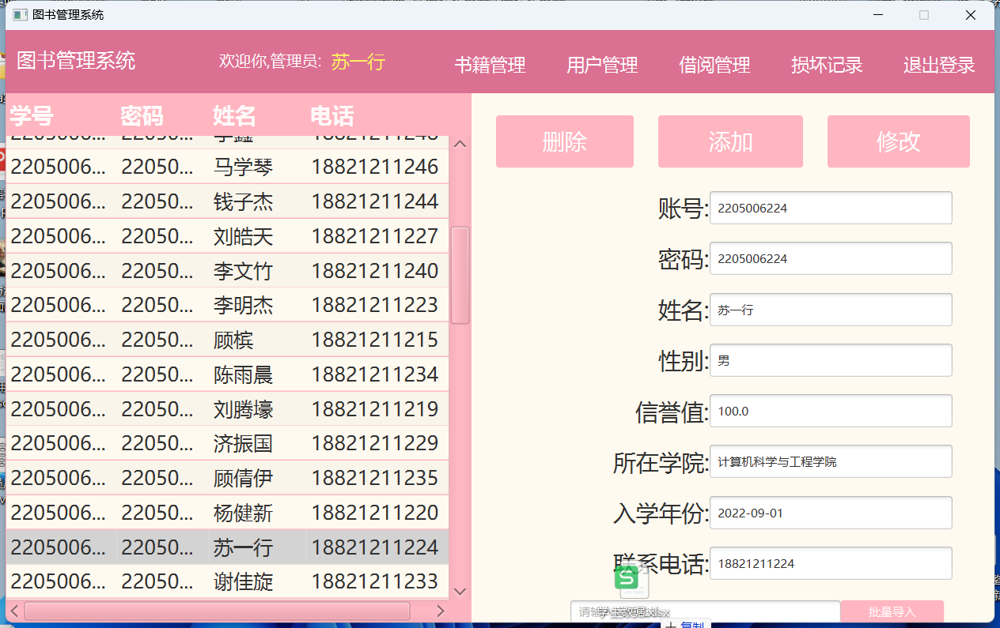 图书管理系统
图书管理系统 欢迎你,管理员: 苏一行 书籍管理 用户管理 借阅管理 损坏记录 退出登录
学号 密码 姓名 电话
2205006... 22050... 李鑫 18821211248
2205006... 22050... 马学琴 18821211246
2205006... 22050... 钱子杰 18821211244
2205006... 22050... 刘皓天 18821211227
2205006... 22050... 李文竹 18821211240
2205006... 22050... 李明杰 18821211223
2205006... 22050... 顾槟 18821211215
2205006... 22050... 陈雨晨 18821211234
2205006... 22050... 刘腾壕 18821211219
2205006... 22050... 济振国 18821211229
2205006... 22050... 顾倩伊 18821211235
2205006... 22050... 杨健新 18821211220
2205006... 22050... 苏一行 18821211224
2205006... 22050... 谢佳旋 18821211233
删除 添加 修改
账号: 2205006224
密码: 2205006224
姓名: 苏一行
性别: 男
信誉值: 100.0
所在学院: 计算机科学与工程学院
入学年份: 2022-09-01
联系电话: 18821211224
S
请输 学生数据.xlsx 批量导入
+ 复制